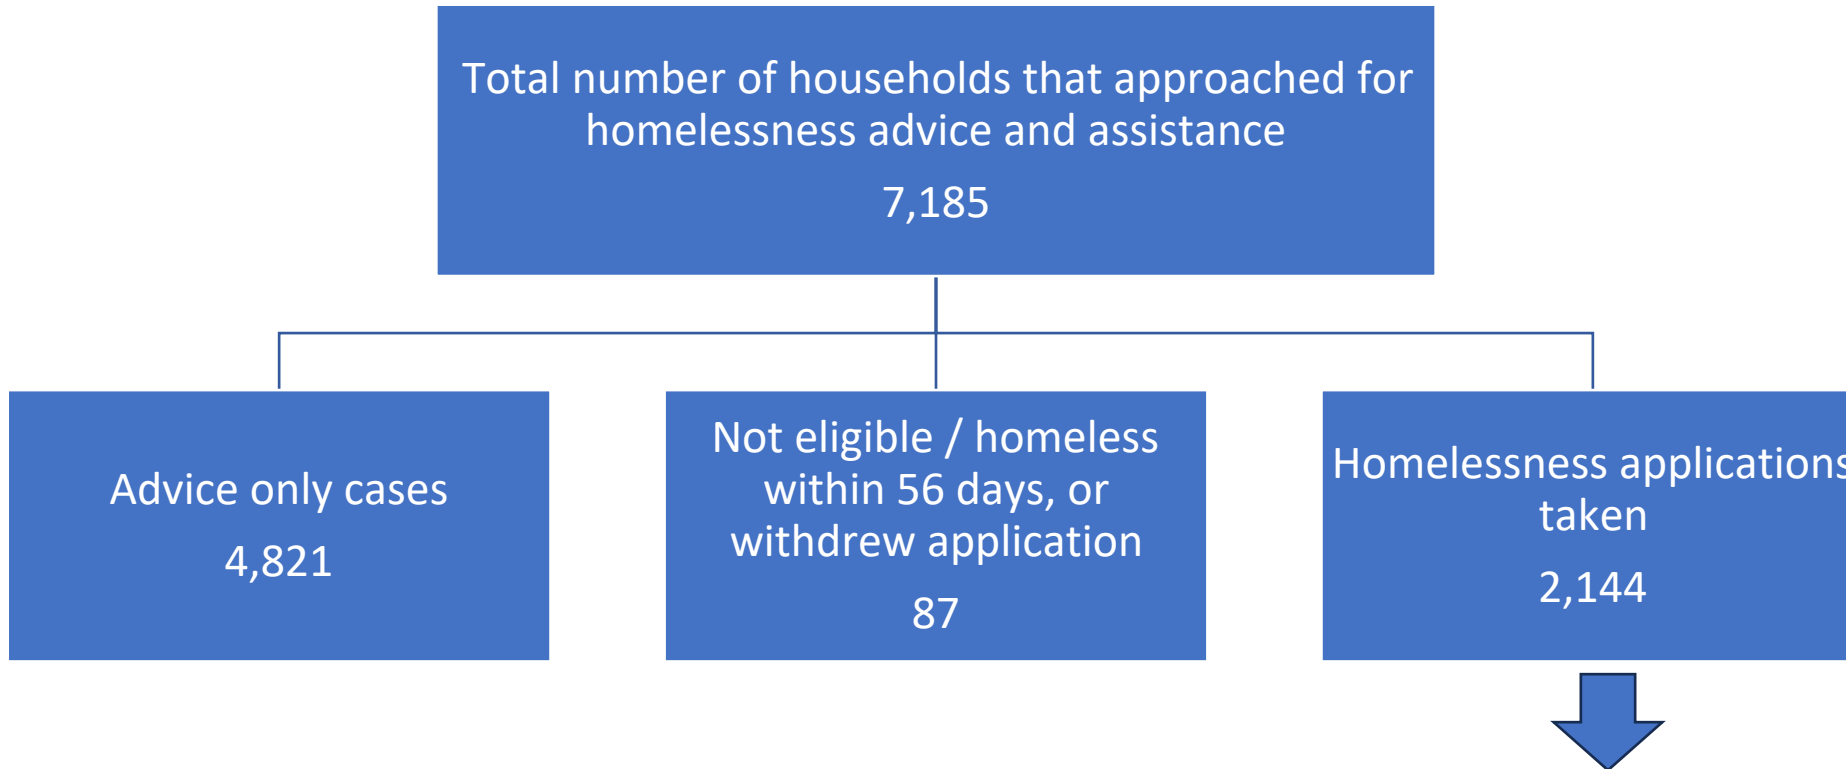 Total number of households that approached for
homelessness advice and assistance
7,185
Advice only cases
4,821
Not eligible / homeless
within 56 days, or
withdrew application
87
Homelessness applications
taken
2,144